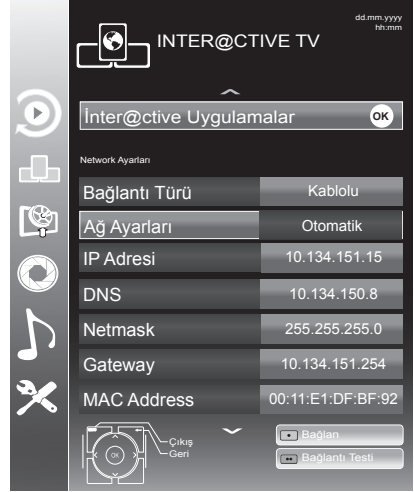 dd.mm.yyyy
hh:mm
INTER@CTIVE TV
İnter@ctive Uygulamalar OK
Network Ayarları
Bağlantı Türü Kablolu
Ağ Ayarları Otomatik
IP Adresi 10.134.151.15
DNS 10.134.150.8
Netmask 255.255.255.0
Gateway 10.134.151.254
MAC Address 00:11:E1:DF:BF:92
OK
Çıkış
Geri
Bağlan
Bağlantı Testi